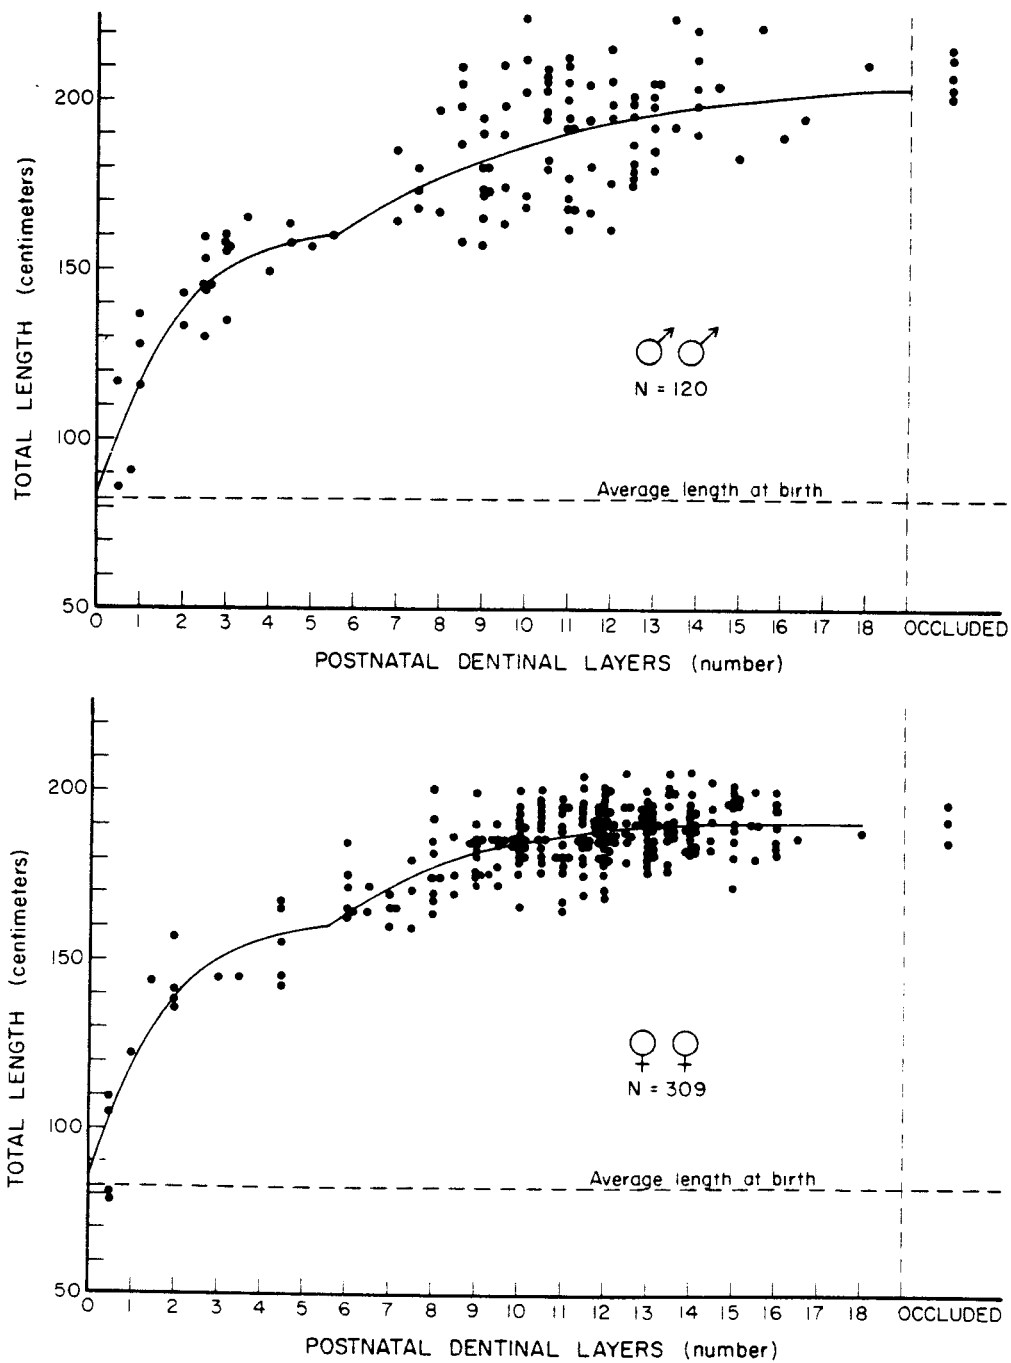 200
150
100
50
TOTAL LENGTH (centimeters)
♂ ♂
N = 120
Average length at birth
0 1 2 3 4 5 6 7 8 9 10 11 12 13 14 15 16 17 18 OCCLUDED
POSTNATAL DENTINAL LAYERS (number)
200
150
100
50
TOTAL LENGTH (centimeters)
♀ ♀
N = 309
Average length at birth
0 1 2 3 4 5 6 7 8 9 10 11 12 13 14 15 16 17 18 OCCLUDED
POSTNATAL DENTINAL LAYERS (number)